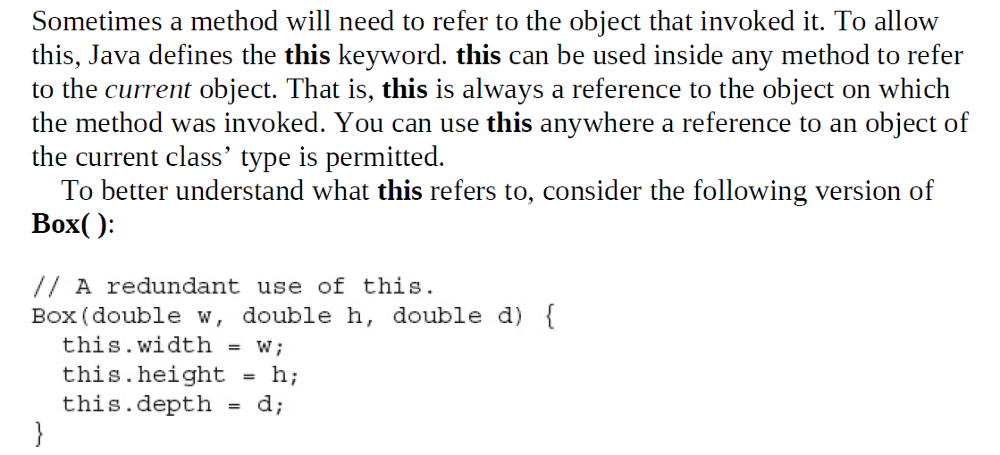 Sometimes a method will need to refer to the object that invoked it. To allow
this, Java defines the this keyword. this can be used inside any method to refer
to the current object. That is, this is always a reference to the object on which
the method was invoked. You can use this anywhere a reference to an object of
the current class’ type is permitted.
To better understand what this refers to, consider the following version of
Box( ):
// A redundant use of this.
Box(double w, double h, double d) {
  this.width = w;
  this.height = h;
  this.depth = d;
}